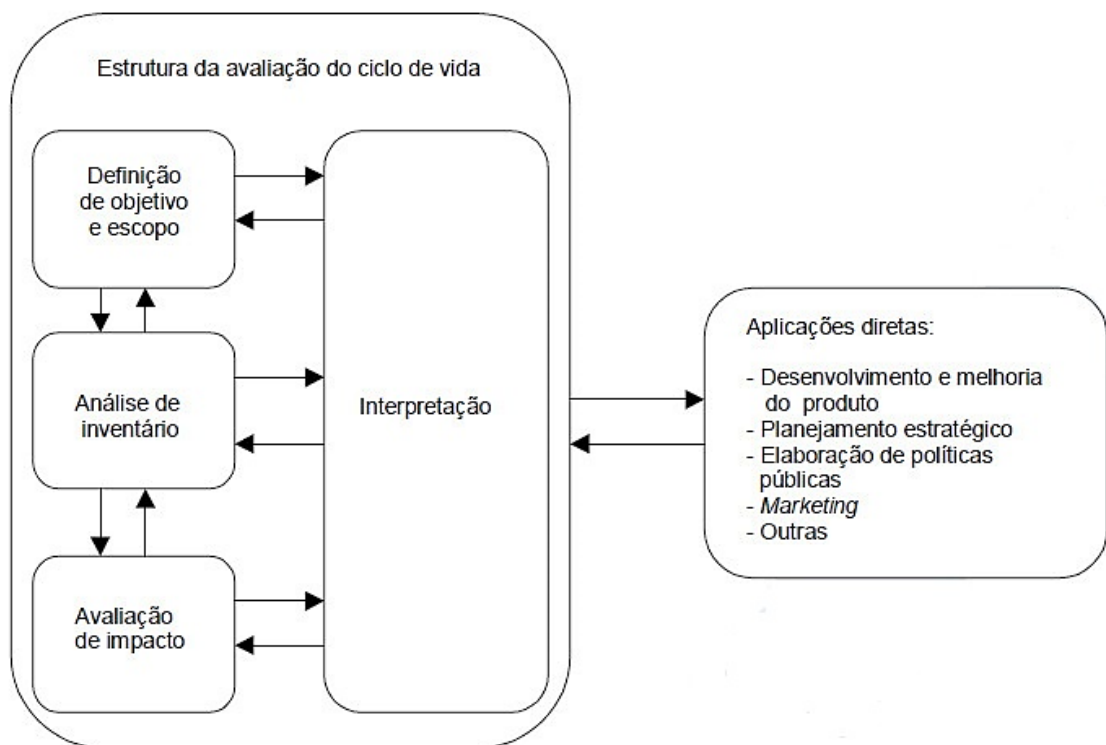 Estrutura da avaliação do ciclo de vida
Definição
de objetivo
e escopo
Análise de
inventário
Avaliação
de impacto
Interpretação
Aplicações diretas:
- Desenvolvimento e melhoria
do produto
- Planejamento estratégico
- Elaboração de políticas
públicas
- Marketing
- Outras